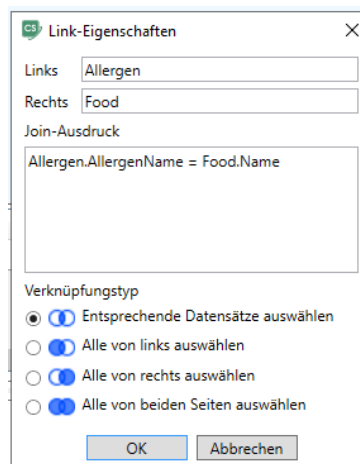 CS Link-Eigenschaften
Links Allergen
Rechts Food
Join-Ausdruck
Allergen.AllergenName = Food.Name
Verknüpfungstyp
Entsprechende Datensätze auswählen
Alle von links auswählen
Alle von rechts auswählen
Alle von beiden Seiten auswählen
OK Abbrechen